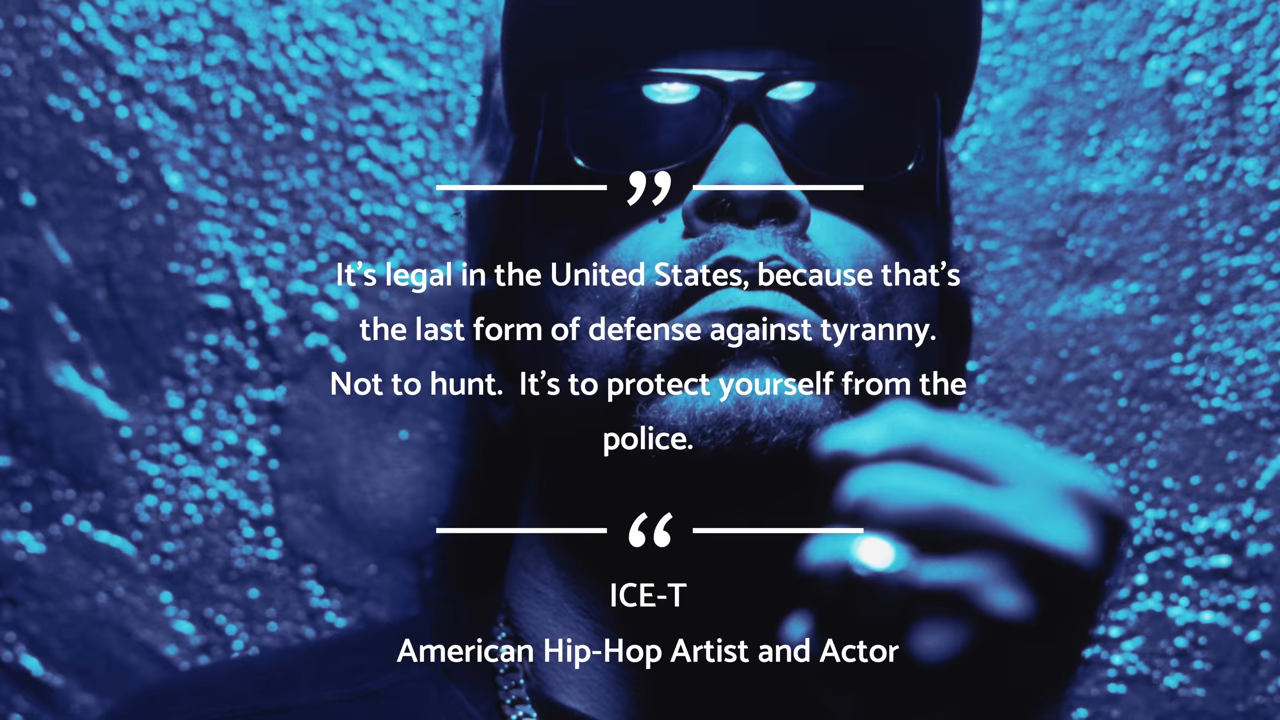 ”
It’s legal in the United States, because that’s
the last form of defense against tyranny.
Not to hunt.  It’s to protect yourself from the
police.
“
ICE-T
American Hip-Hop Artist and Actor